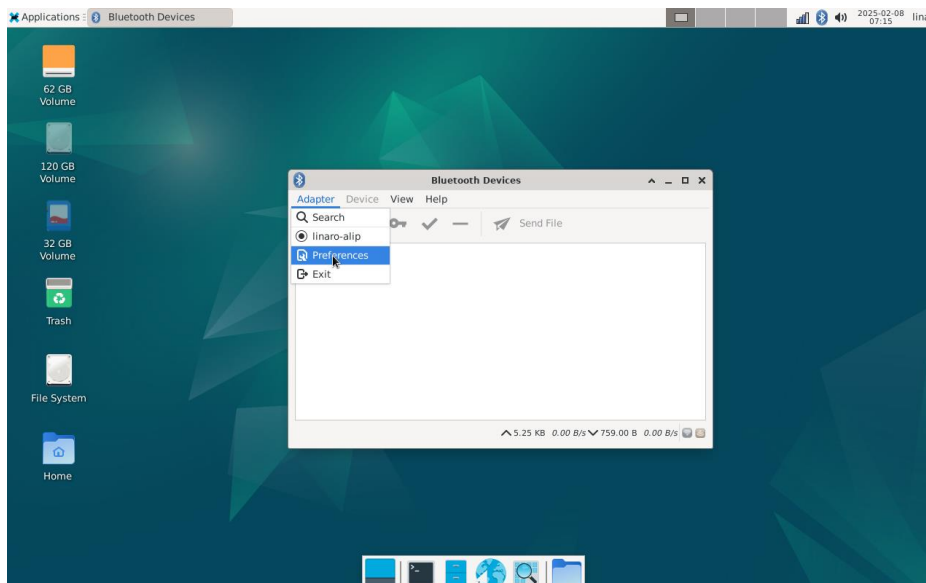 Applications
Bluetooth Devices
2025-02-08
07:15
62 GB
Volume
120 GB
Volume
32 GB
Volume
Trash
File System
Home
Bluetooth Devices
Adapter Device View Help
Search
linaro-alip
Preferences
Exit
Send File
5.25 KB 0.00 B/s 759.00 B 0.00 B/s